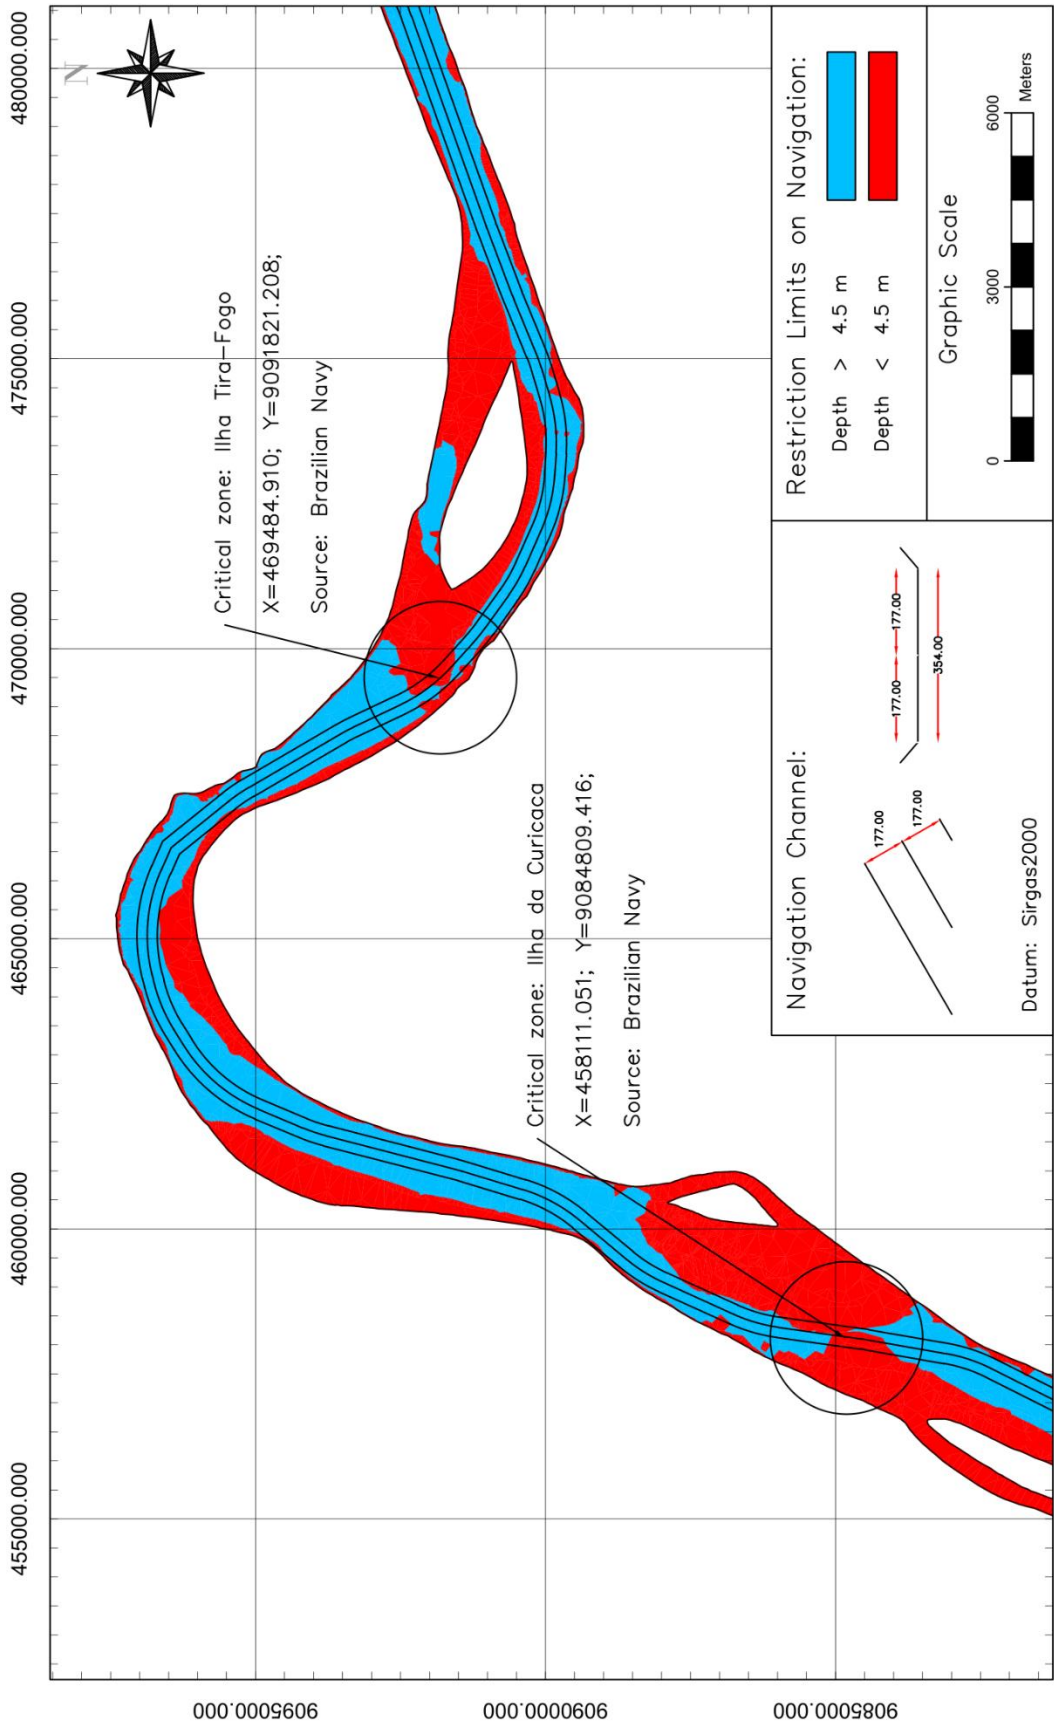 455000.000
460000.000
465000.000
470000.000
475000.000
480000.000
N
9095000.000
9090000.000
9085000.000
Critical zone: Ilha Tira-Fogo
X=469484.910; Y=9091821.208;
Source: Brazilian Navy
Critical zone: Ilha da Curicaca
X=458111.051; Y=9084809.416;
Source: Brazilian Navy
Navigation Channel:
177.00
177.00
177.00
177.00
354.00
Datum: Sirgas2000
Restriction Limits on Navigation:
Depth > 4.5 m
Depth < 4.5 m
Graphic Scale
0
3000
6000
Meters